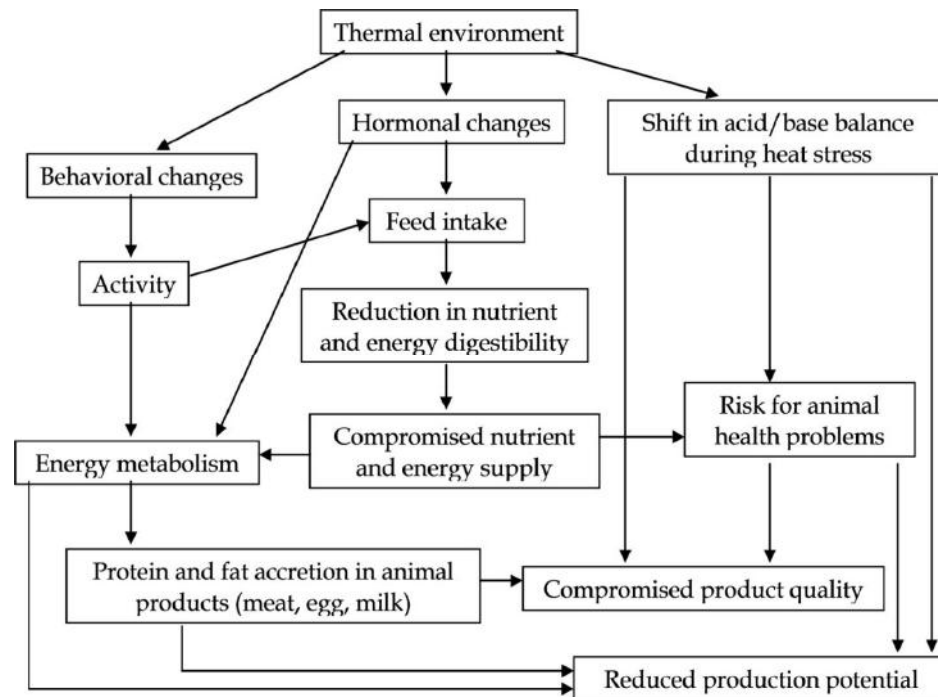 Thermal environment
Hormonal changes
Shift in acid/base balance
during heat stress
Behavioral changes
Feed intake
Activity
Reduction in nutrient
and energy digestibility
Risk for animal
health problems
Compromised nutrient
and energy supply
Energy metabolism
Protein and fat accretion in animal
products (meat, egg, milk)
Compromised product quality
Reduced production potential